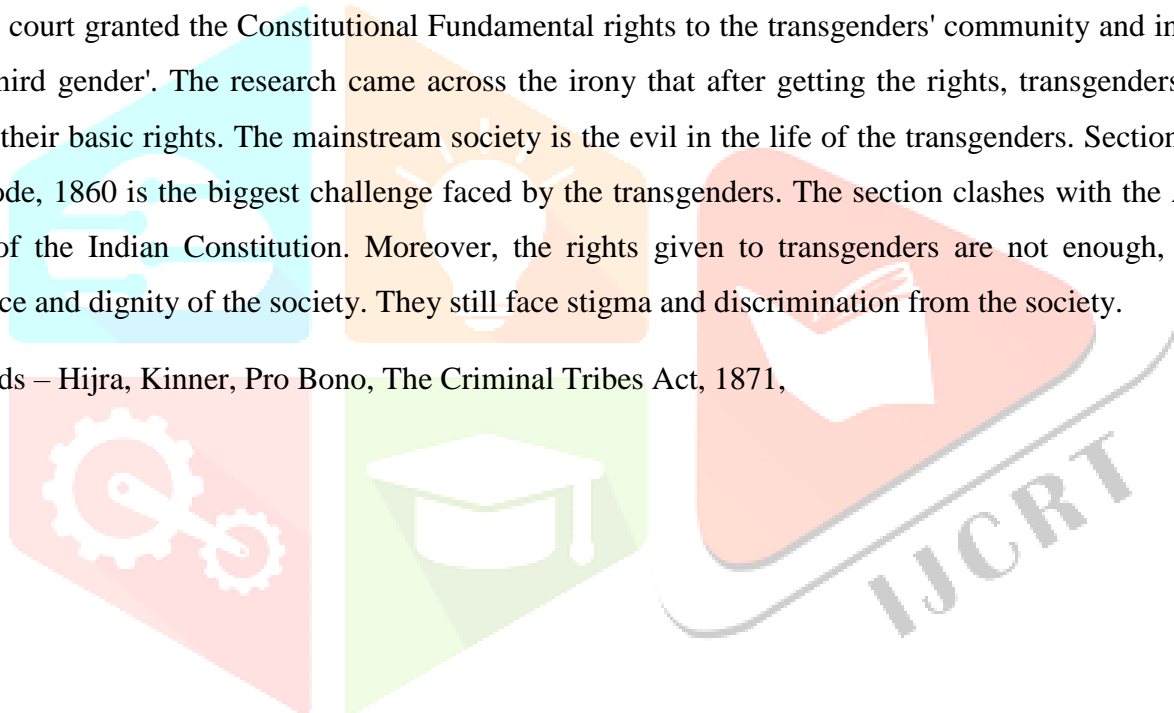 court granted the Constitutional Fundamental rights to the transgenders' community and in
hird gender'. The research came across the irony that after getting the rights, transgenders
their basic rights. The mainstream society is the evil in the life of the transgenders. Section
ode, 1860 is the biggest challenge faced by the transgenders. The section clashes with the
of the Indian Constitution. Moreover, the rights given to transgenders are not enough,
ce and dignity of the society. They still face stigma and discrimination from the society.
ds – Hijra, Kinner, Pro Bono, The Criminal Tribes Act, 1871,
IJCRT